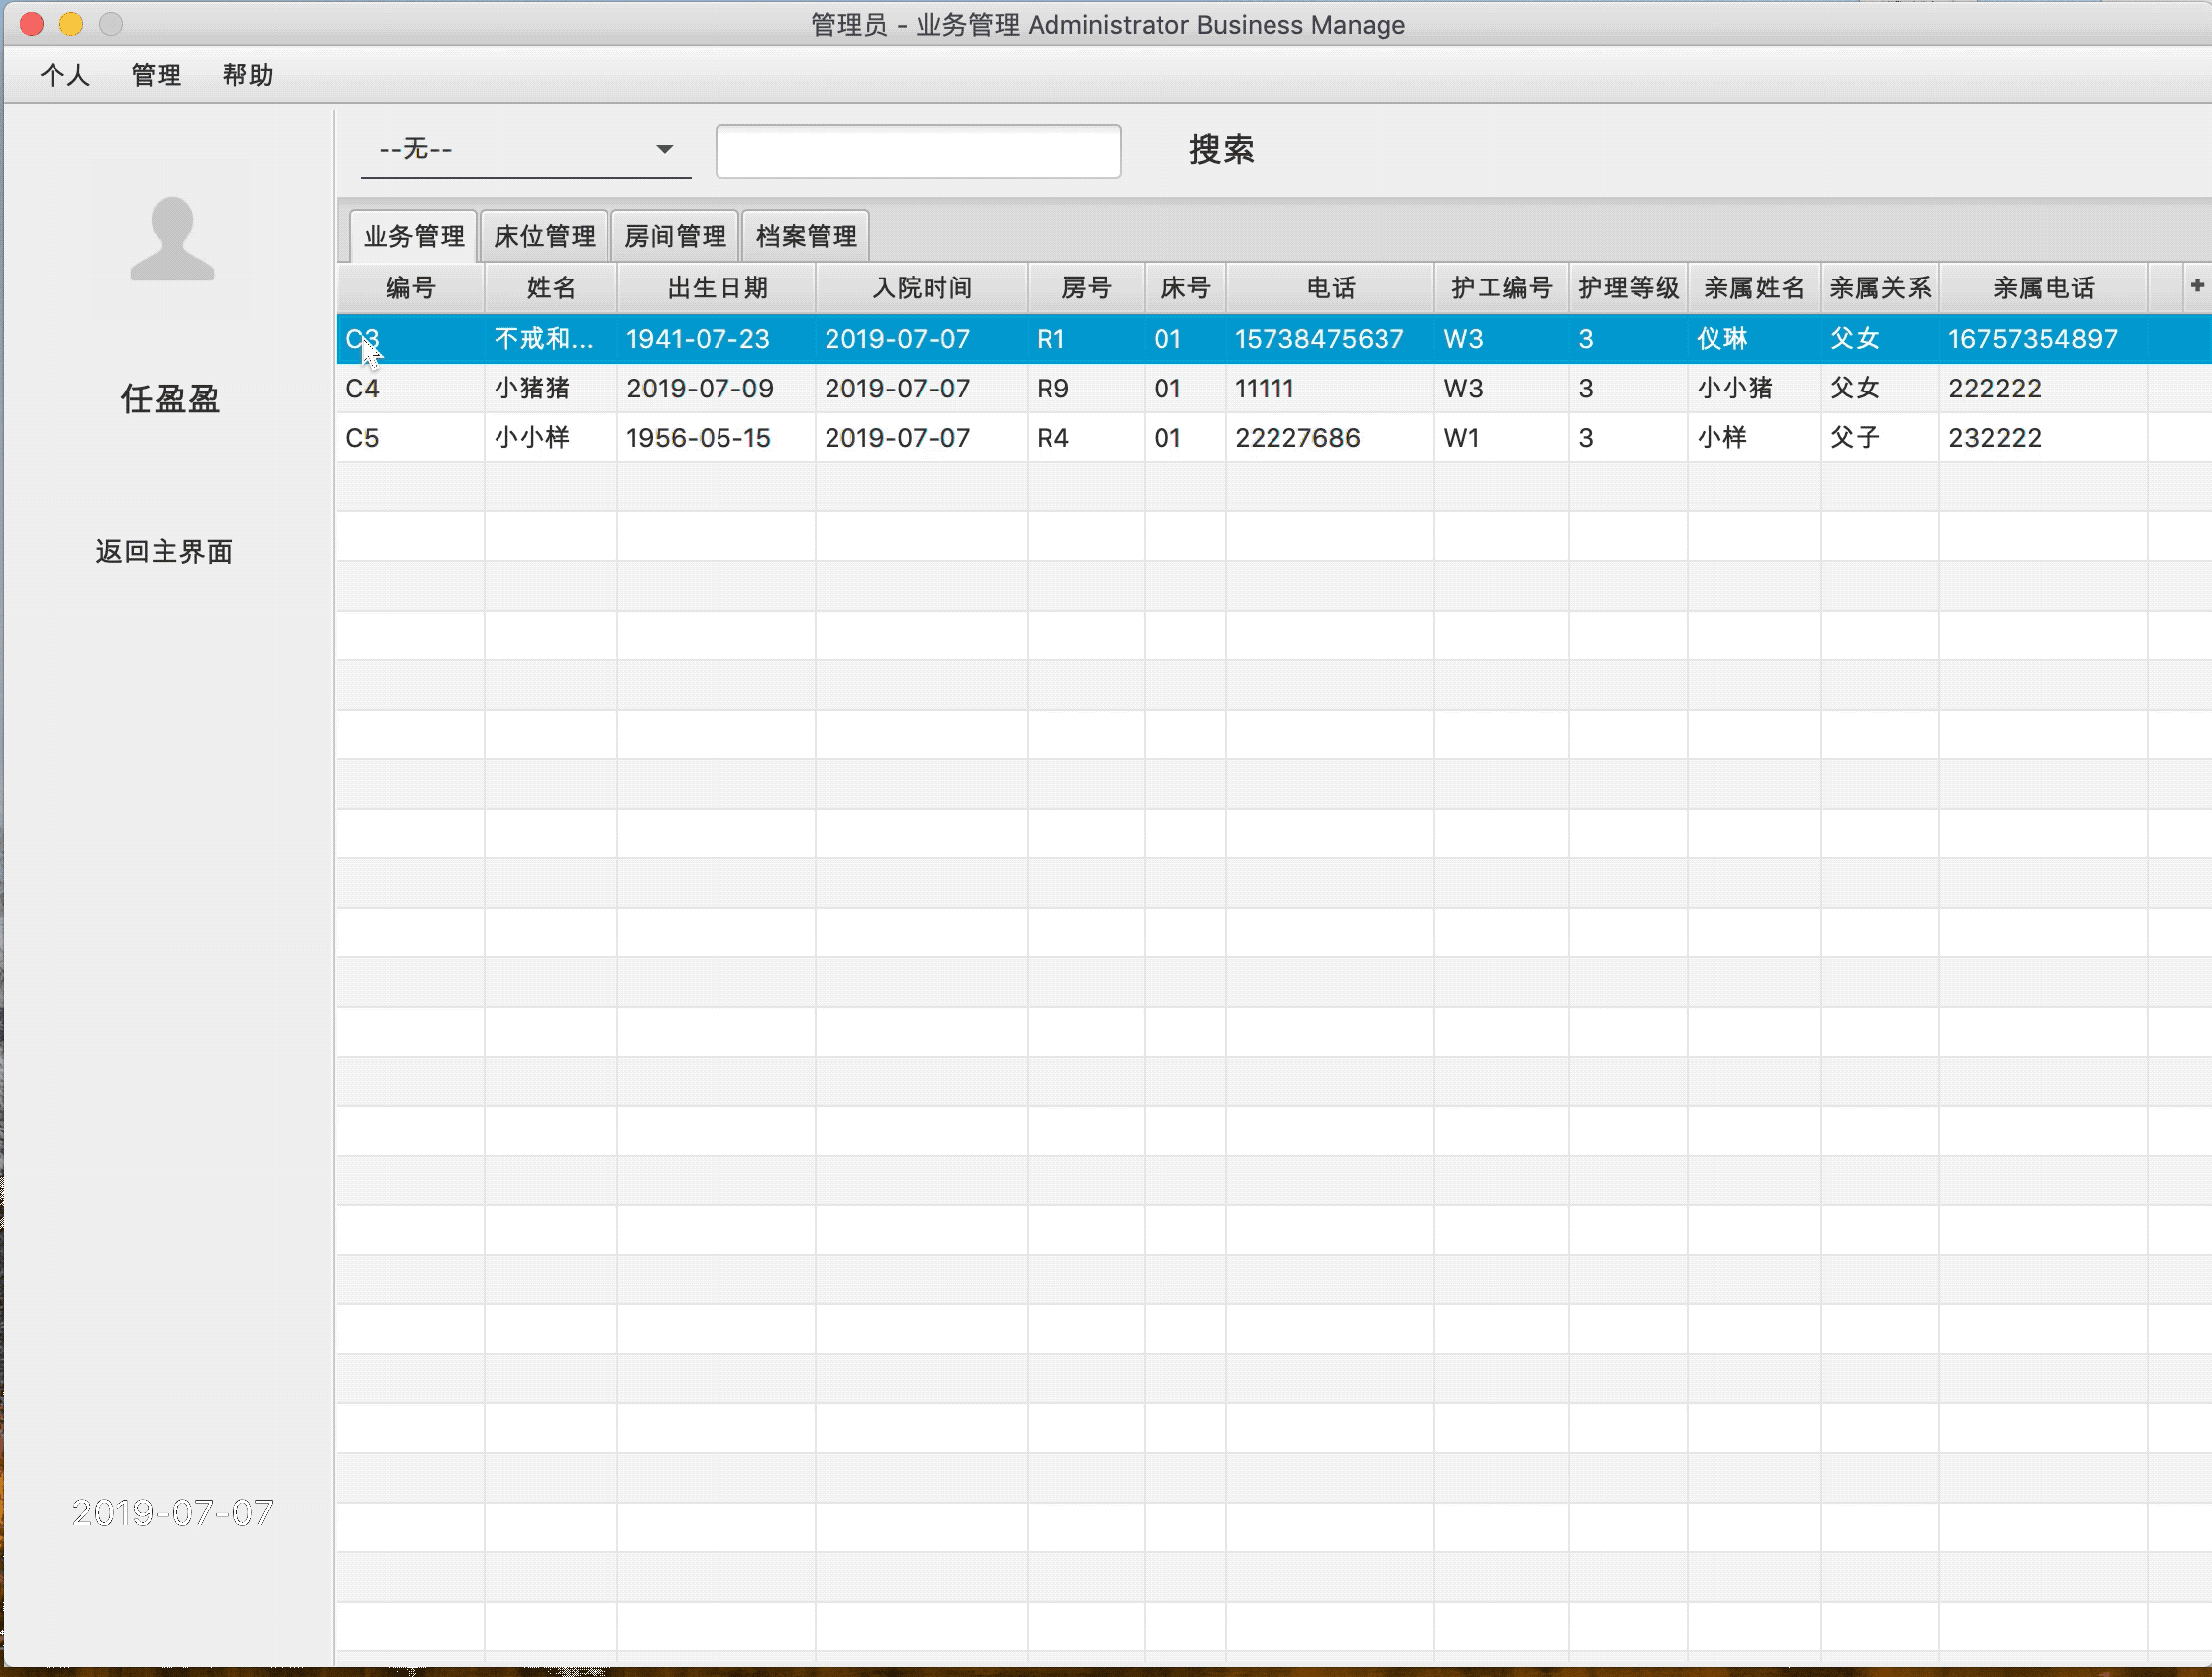 管理员 - 业务管理 Administrator Business Manage
个人 管理 帮助
--无-- 搜索
业务管理 床位管理 房间管理 档案管理
编号 姓名 出生日期 入院时间 房号 床号 电话 护工编号 护理等级 亲属姓名 亲属关系 亲属电话 +
C3 不戒和... 1941-07-23 2019-07-07 R1 01 15738475637 W3 3 仪琳 父女 16757354897
C4 小猪猪 2019-07-09 2019-07-07 R9 01 11111 W3 3 小小猪 父女 222222
C5 小小样 1956-05-15 2019-07-07 R4 01 22227686 W1 3 小样 父子 232222
任盈盈
返回主界面
2019-07-07